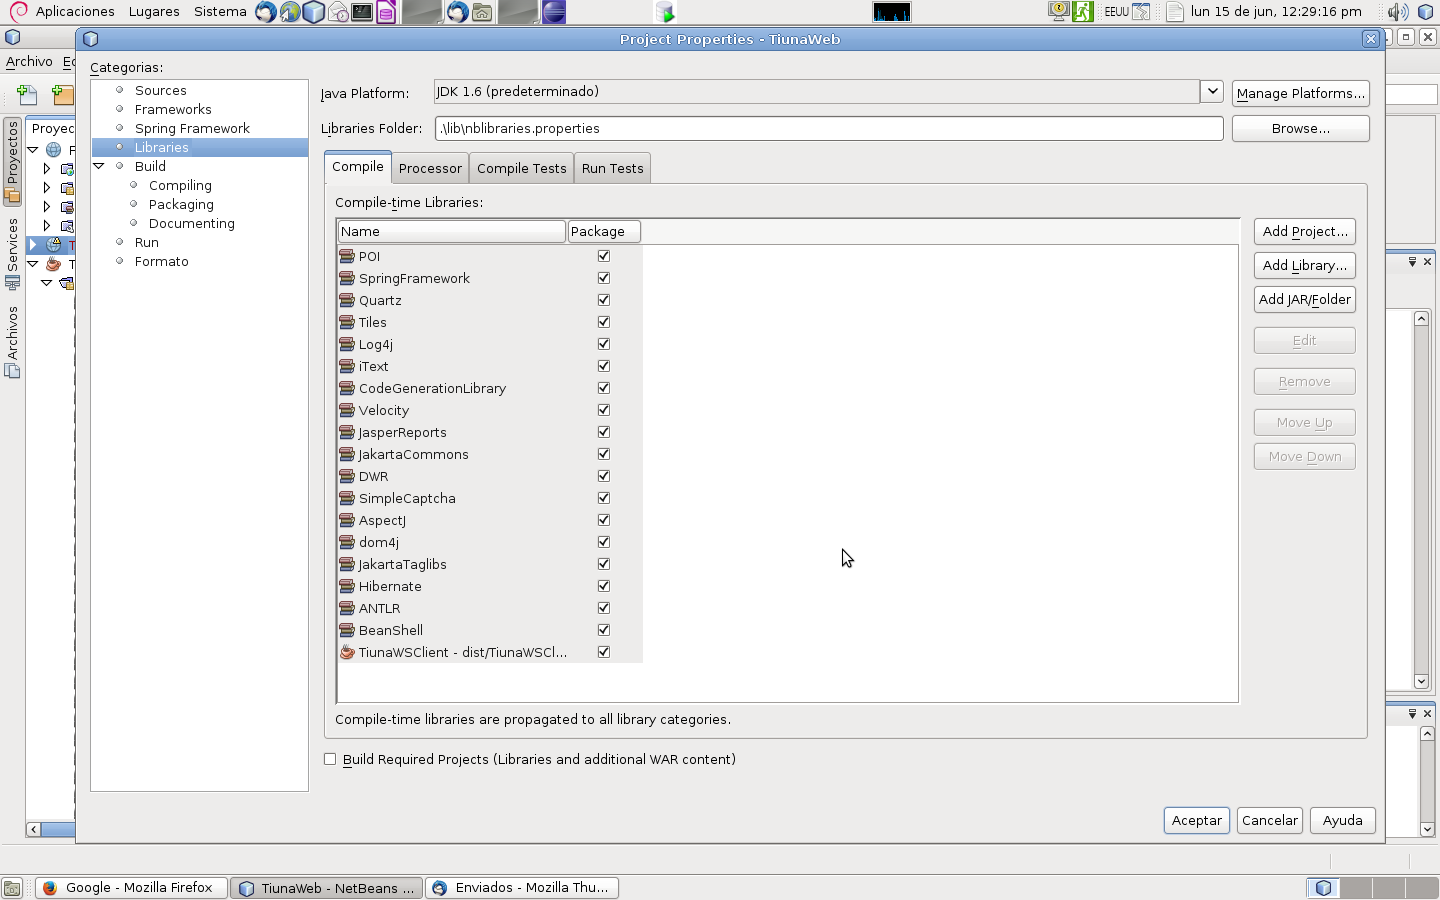 Aplicaciones Lugares Sistema
EEUU lun 15 de jun, 12:29:16 pm
Project Properties - TiunaWeb
Archivo
Categorias:
Sources
Frameworks
Spring Framework
Libraries
Build
Compiling
Packaging
Documenting
Run
Formato
Proyectos
Services
Archivos
Java Platform: JDK 1.6 (predeterminado) Manage Platforms...
Libraries Folder: .\lib\nblibraries.properties Browse...
Compile Processor Compile Tests Run Tests
Compile-time Libraries:
Name Package
POI
SpringFramework
Quartz
Tiles
Log4j
iText
CodeGenerationLibrary
Velocity
JasperReports
JakartaCommons
DWR
SimpleCaptcha
AspectJ
dom4j
JakartaTaglibs
Hibernate
ANTLR
BeanShell
TiunaWSClient - dist/TiunaWSCl...
Add Project...
Add Library...
Add JAR/Folder
Edit
Remove
Move Up
Move Down
Compile-time libraries are propagated to all library categories.
Build Required Projects (Libraries and additional WAR content)
Aceptar Cancelar Ayuda
Google - Mozilla Firefox TiunaWeb - NetBeans ... Enviados - Mozilla Thu...